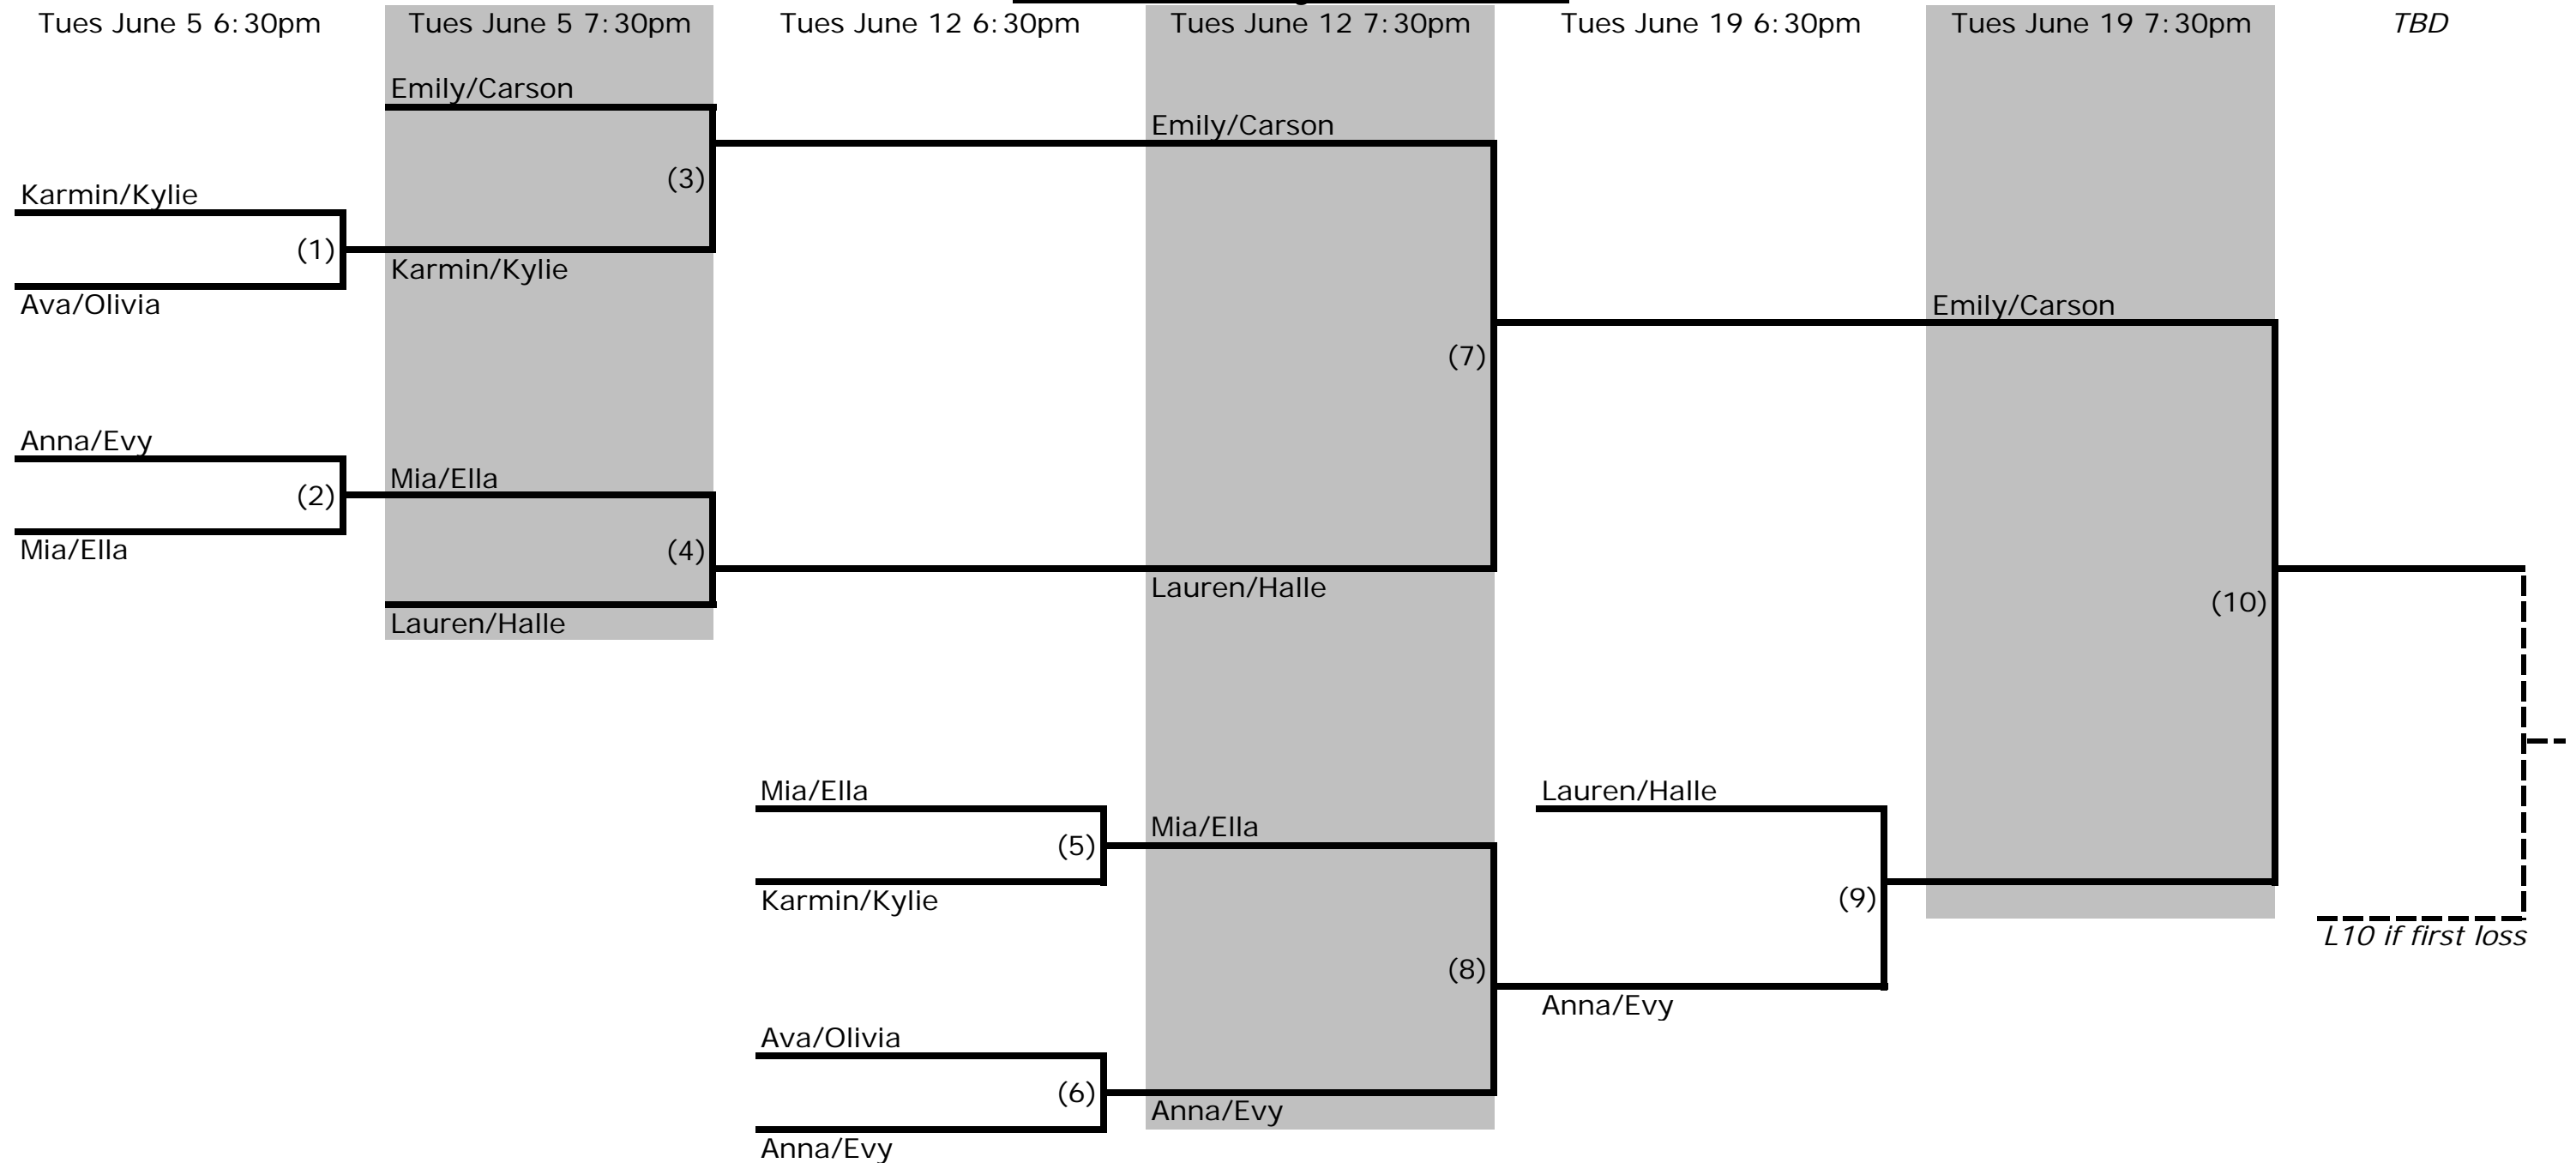 Tues June 5 6:30pm
Tues June 5 7:30pm
Tues June 12 6:30pm
Tues June 12 7:30pm
Tues June 19 6:30pm
Tues June 19 7:30pm
TBD
Emily/Carson
(3)
Karmin/Kylie
Karmin/Kylie
(1)
Ava/Olivia
Anna/Evy
(2)
Mia/Ella
Mia/Ella
(4)
Lauren/Halle
Emily/Carson
(7)
Lauren/Halle
Emily/Carson
(10)
Mia/Ella
(5)
Karmin/Kylie
Mia/Ella
(8)
Anna/Evy
Ava/Olivia
(6)
Anna/Evy
Lauren/Halle
(9)
Anna/Evy
L10 if first loss